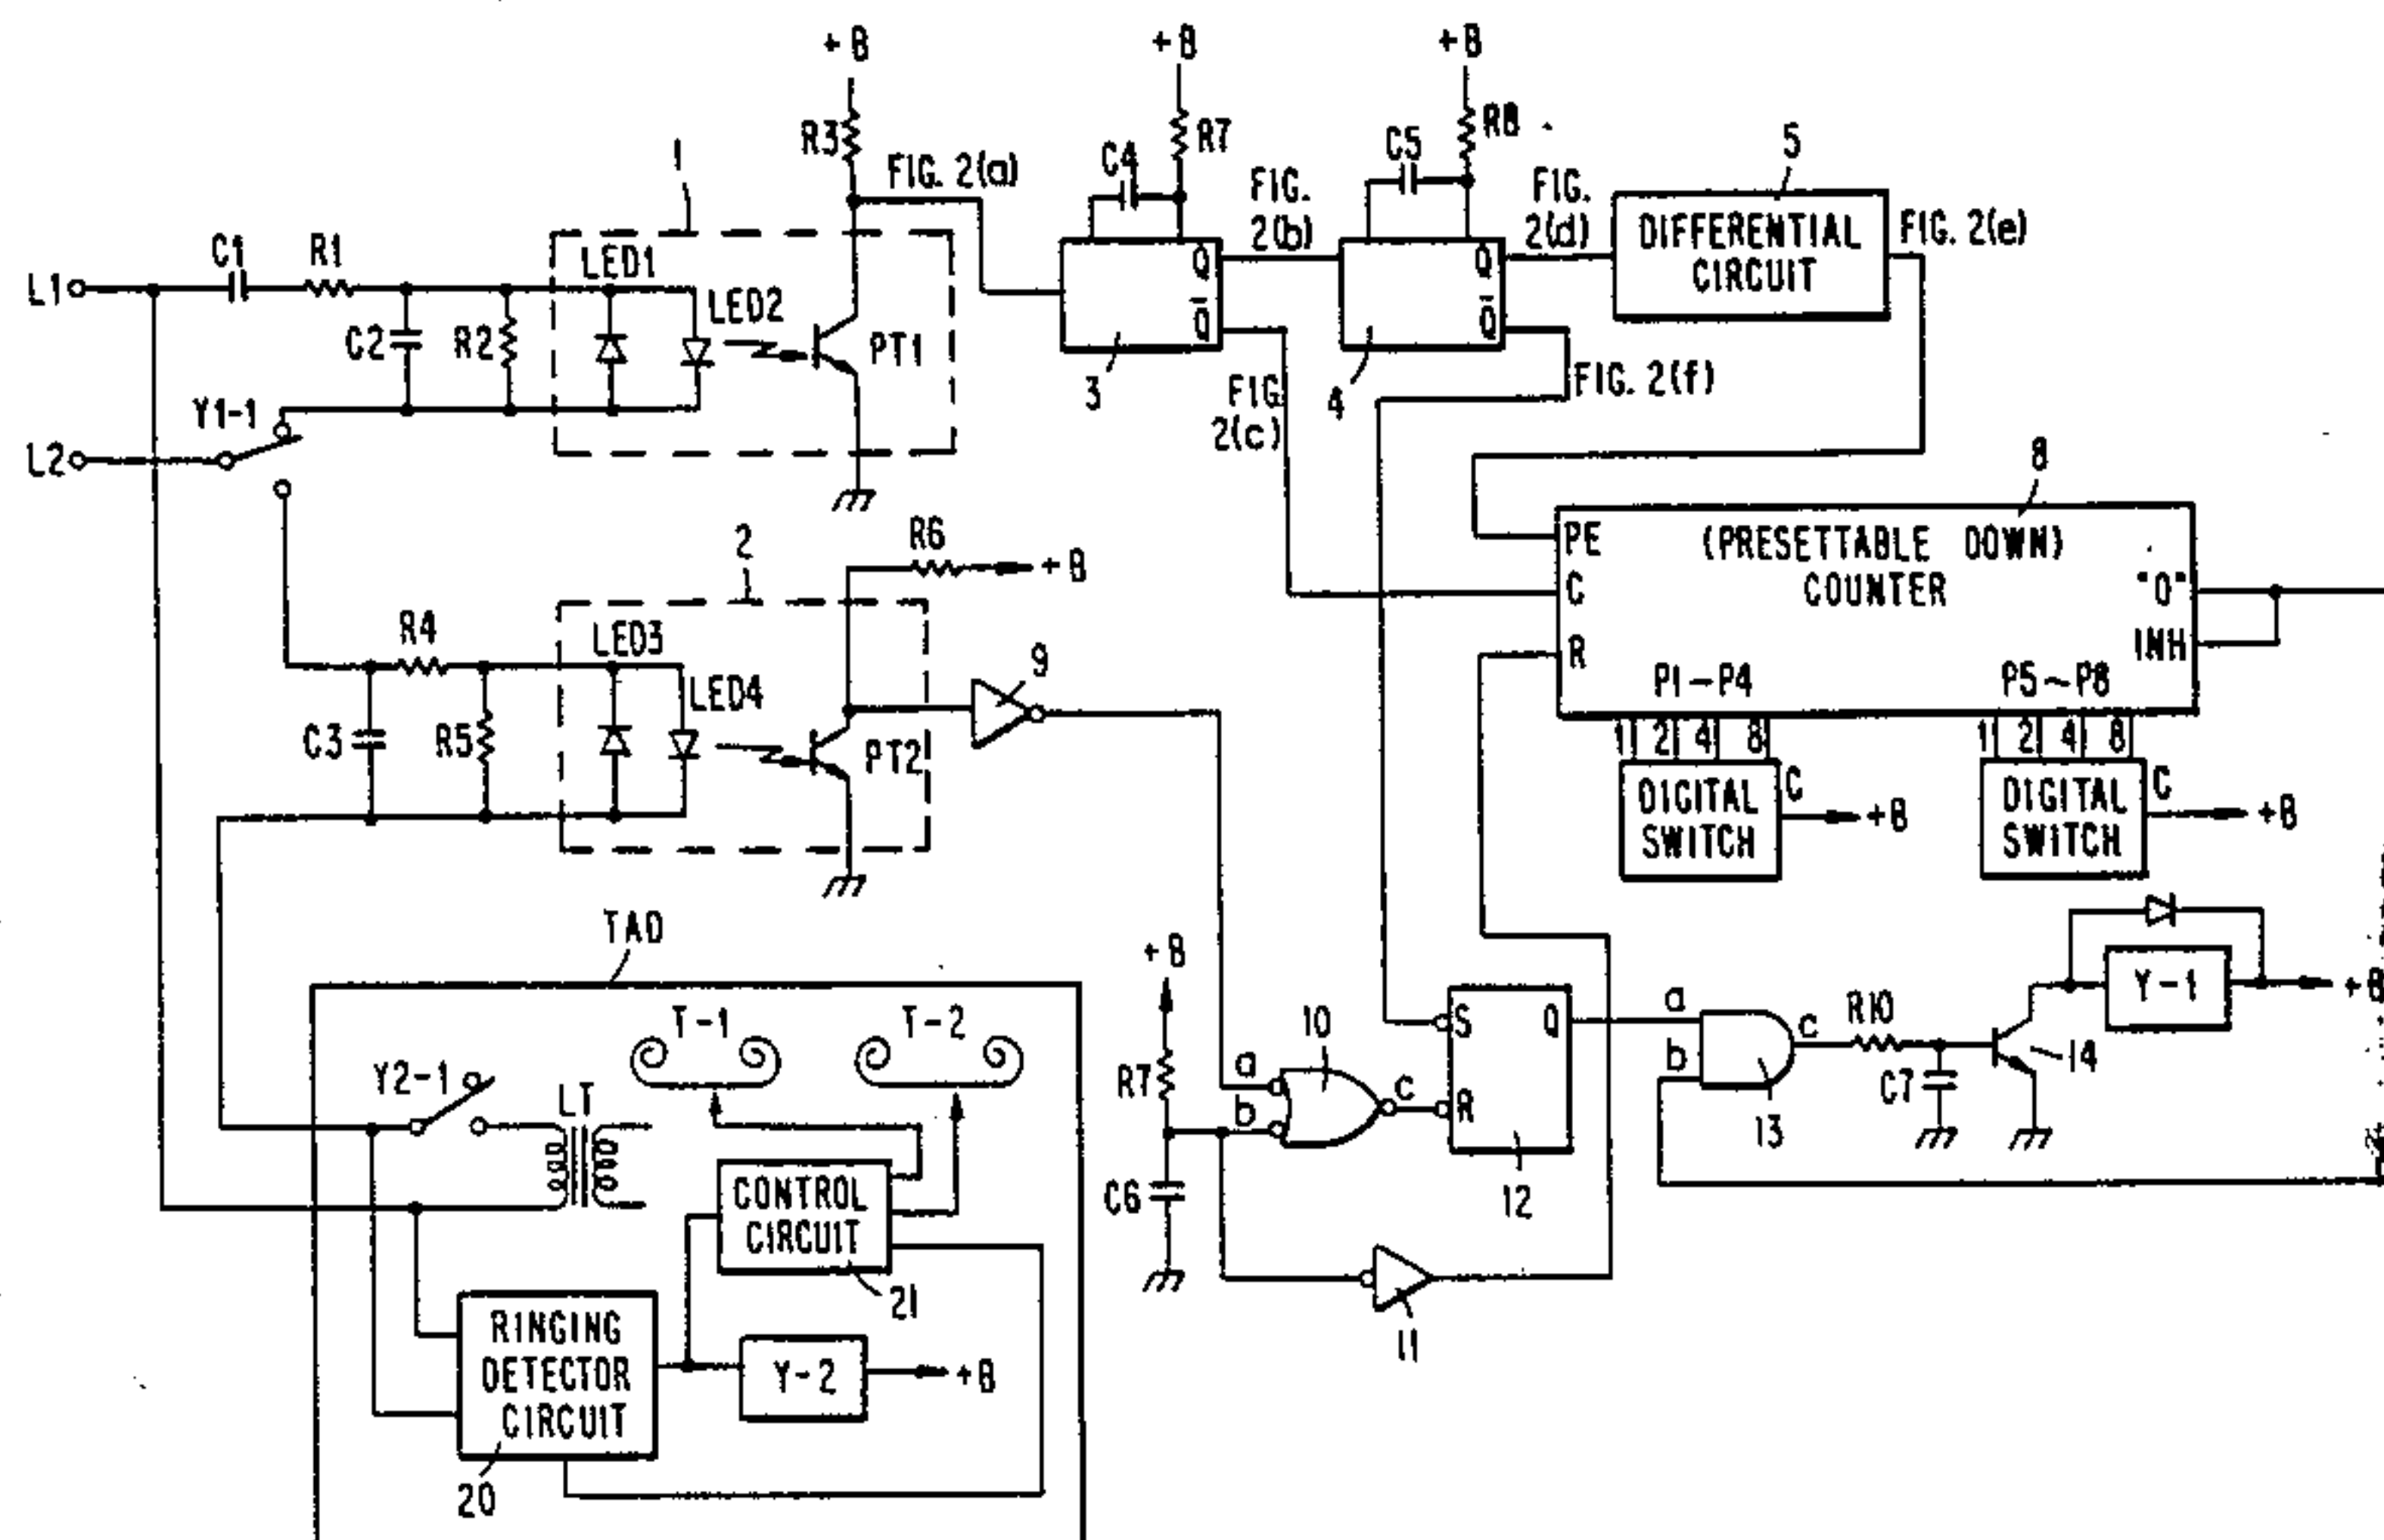 +B
+B
+B
R3
R7
R8
C4
C5
5
1
FIG. 2(a)
FIG.
2(b)
FIG.
2(d)
DIFFERENTIAL
CIRCUIT
FIG. 2(e)
L1
C1
R1
LED1
LED2
C2
R2
PT1
Q
Q̅
3
Q
Q̅
4
FIG.
2(c)
FIG. 2(f)
Y1-1
L2
8
2
R6
+B
PE
(PRESETTABLE DOWN)
COUNTER
C
"0"
R
INH
P1-P4
P5~P8
1 2 4 8
1 2 4 8
R4
LED3
LED4
9
C3
R5
PT2
DIGITAL
SWITCH
C
+B
DIGITAL
SWITCH
C
+B
TAD
+B
T-1
T-2
Y2-1
LT
R7
10
a
b
c
S
Q
R
12
a
b
c
13
R10
C7
14
Y-1
+B
C6
CONTROL
CIRCUIT
21
11
RINGING
DETECTOR
CIRCUIT
20
Y-2
+B